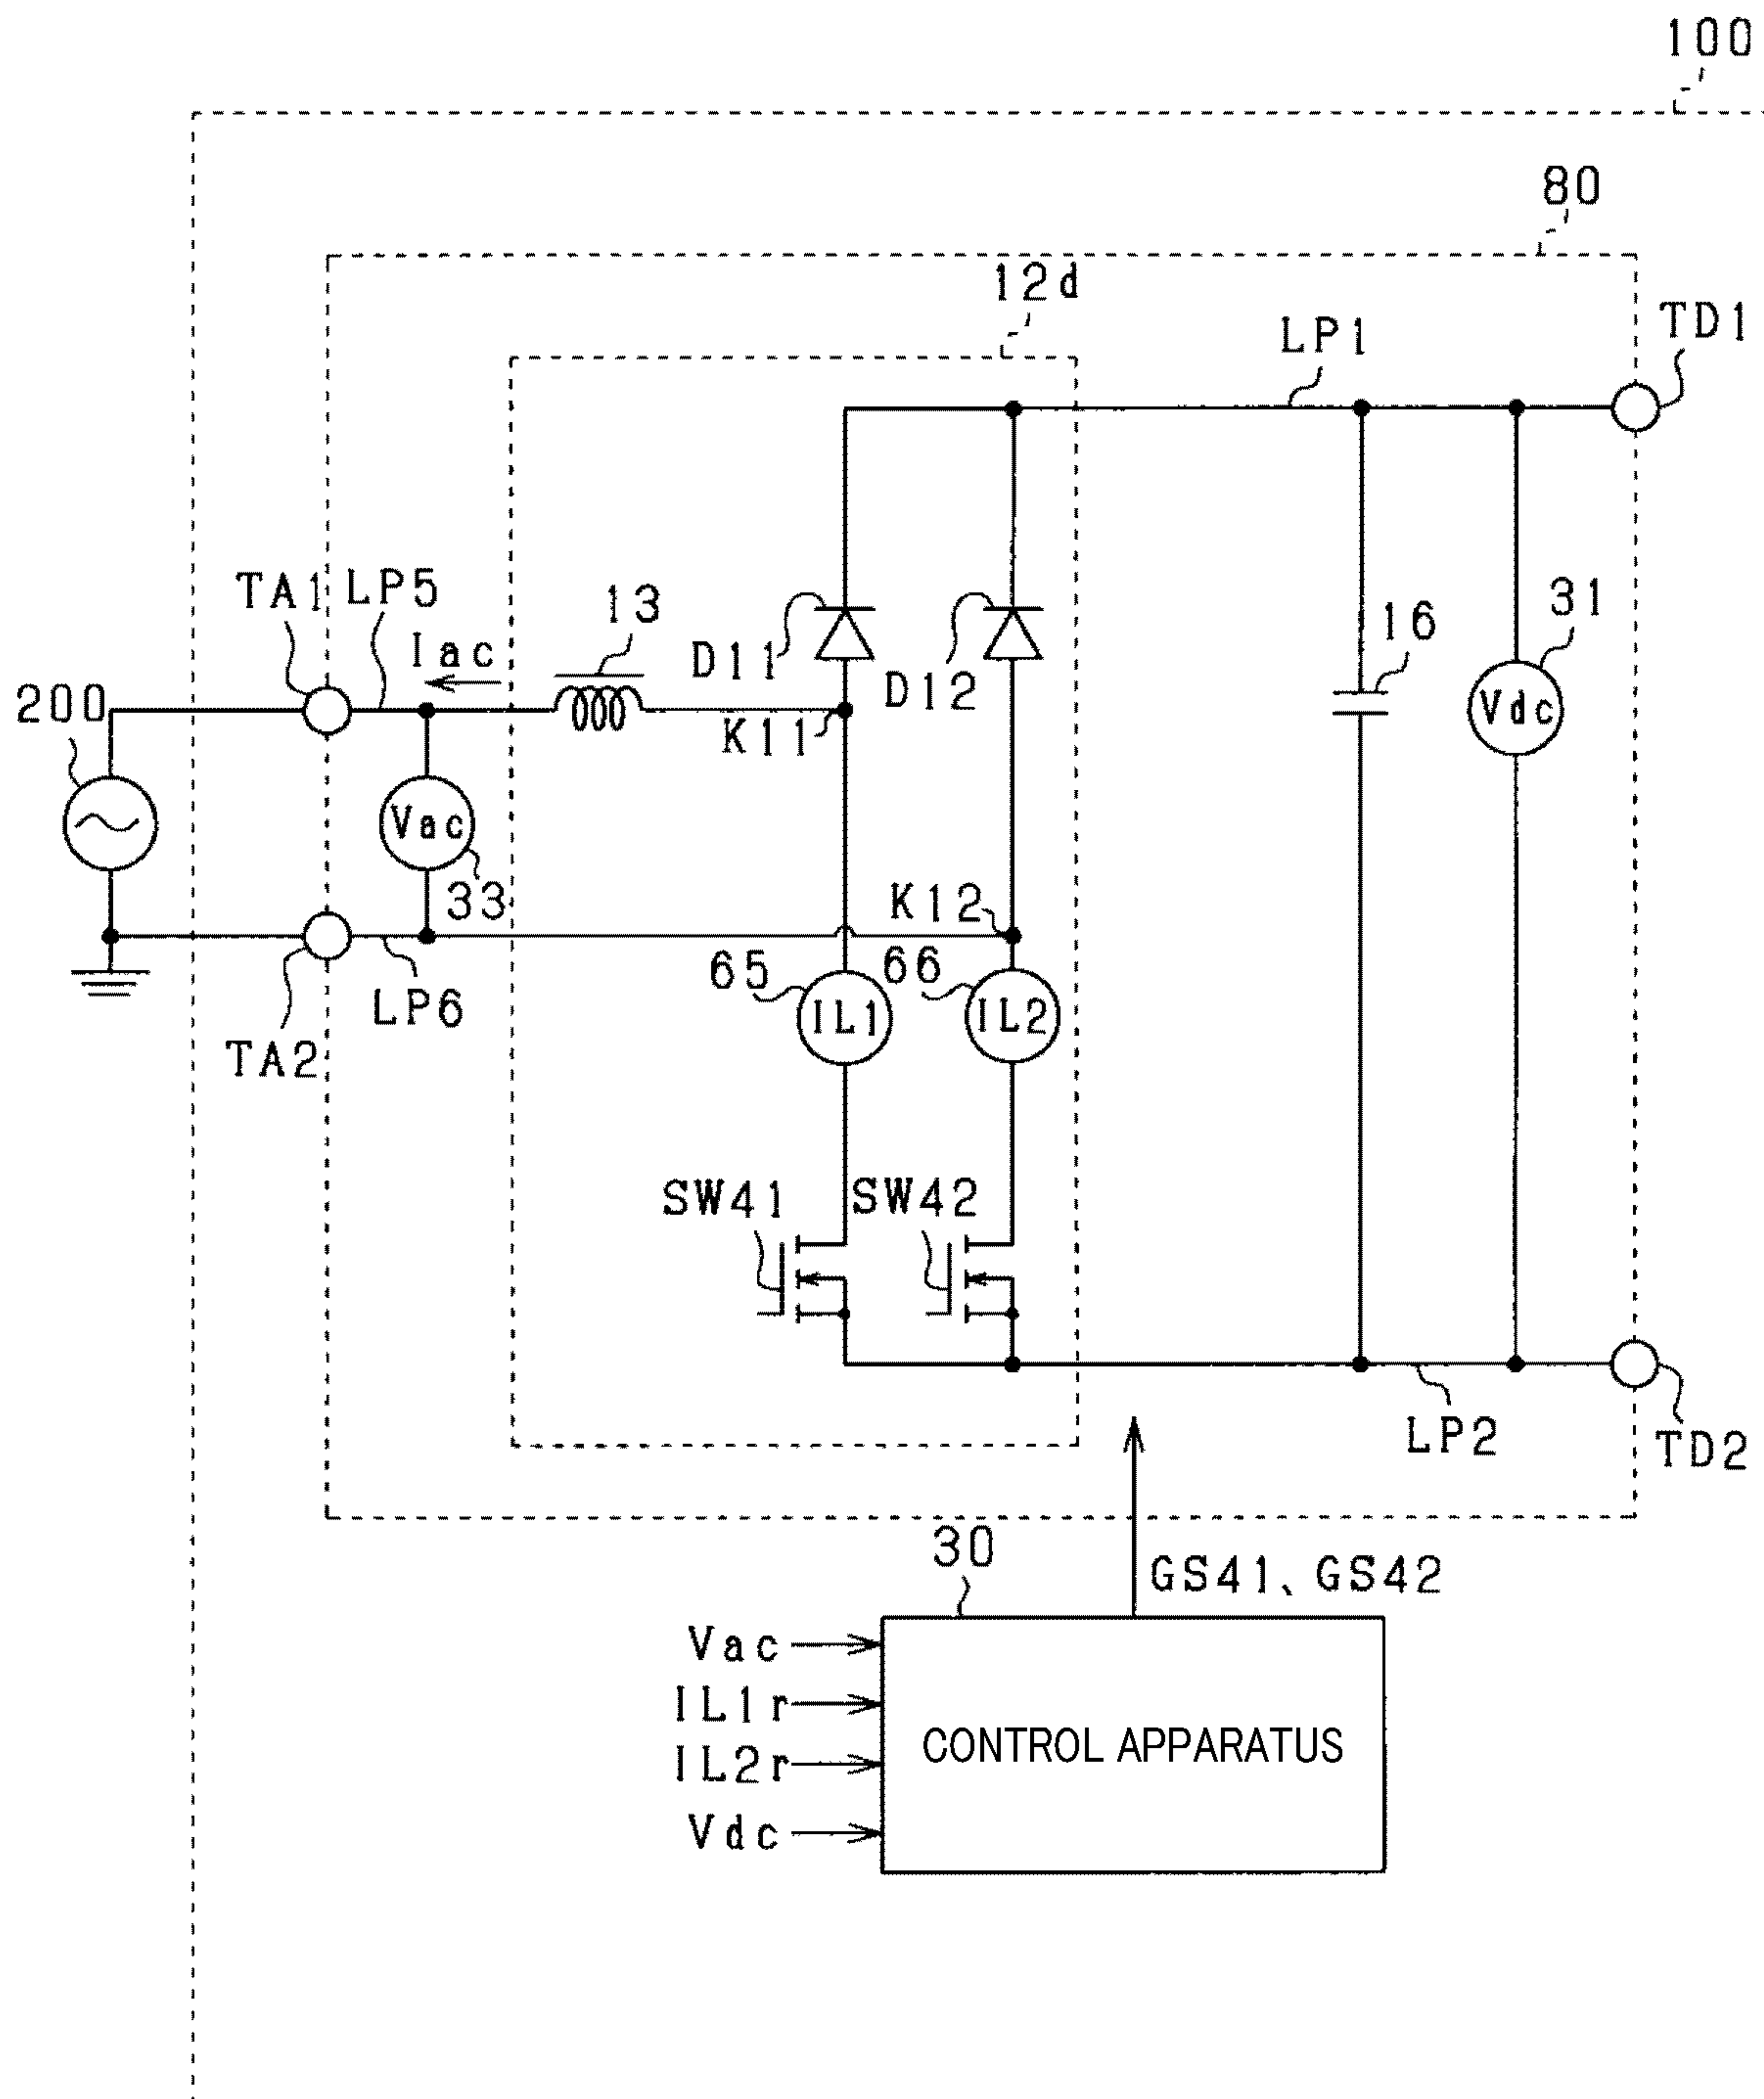 100
80
12d
LP1
TD1
TA1
LP5
Iac
13
D11
D12
16
31
Vdc
200
K11
Vac
33
K12
65
66
IL1
IL2
LP6
TA2
SW41
SW42
LP2
TD2
30
GS41、GS42
Vac
IL1r
IL2r
Vdc
CONTROL APPARATUS